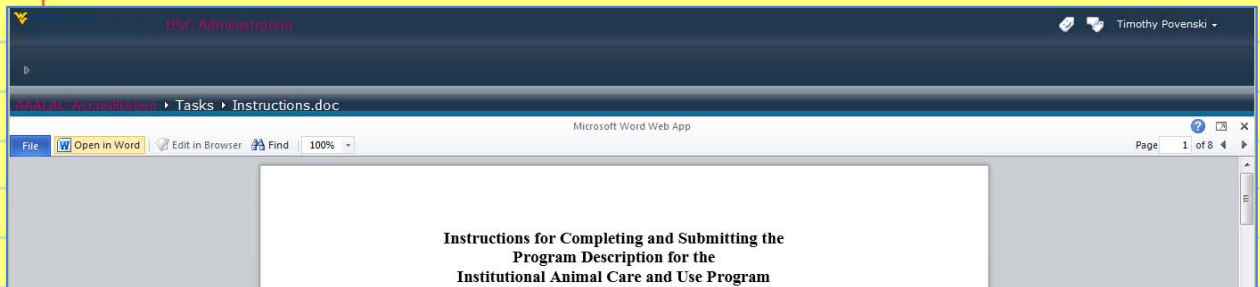 HSC Administration
Timothy Povenski
AAALAC Accreditation Tasks Instructions.doc
Microsoft Word Web App
File Open in Word Edit in Browser Find 100% Page 1 of 8
Instructions for Completing and Submitting the
Program Description for the
Institutional Animal Care and Use Program